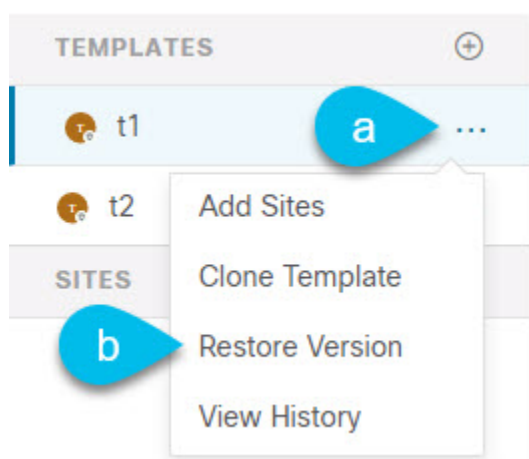 TEMPLATES
T t1 a ...
T t2
Add Sites
SITES
Clone Template
b
Restore Version
View History